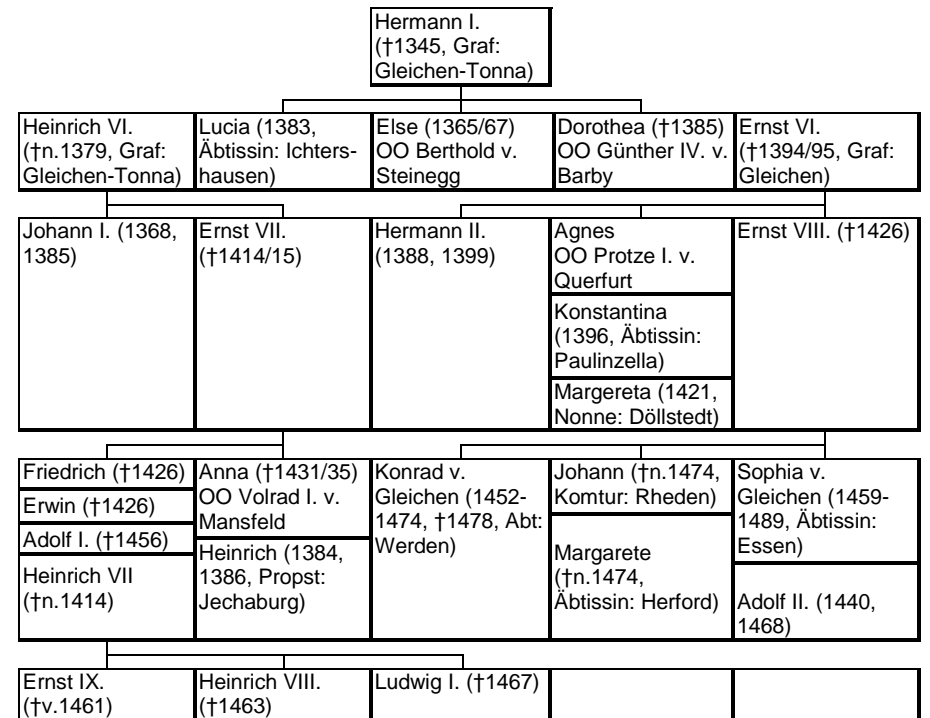 Hermann I.
(†1345, Graf:
Gleichen-Tonna)
Heinrich VI.
(†n.1379, Graf:
Gleichen-Tonna)
Lucia (1383,
Äbtissin: Ichters-
hausen)
Else (1365/67)
OO Berthold v.
Steinegg
Dorothea (†1385)
OO Günther IV. v.
Barby
Ernst VI.
(†1394/95, Graf:
Gleichen)
Johann I. (1368,
1385)
Ernst VII.
(†1414/15)
Hermann II.
(1388, 1399)
Agnes
OO Protze I. v.
Querfurt
Konstantina
(1396, Äbtissin:
Paulinzella)
Margereta (1421,
Nonne: Döllstedt)
Ernst VIII. (†1426)
Friedrich (†1426)
Erwin (†1426)
Adolf I. (†1456)
Heinrich VII
(†n.1414)
Anna (†1431/35)
OO Volrad I. v.
Mansfeld
Heinrich (1384,
1386, Propst:
Jechaburg)
Konrad v.
Gleichen (1452-
1474, †1478, Abt:
Werden)
Johann (†n.1474,
Komtur: Rheden)
Margarete
(†n.1474,
Äbtissin: Herford)
Sophia v.
Gleichen (1459-
1489, Äbtissin:
Essen)
Adolf II. (1440,
1468)
Ernst IX.
(†v.1461)
Heinrich VIII.
(†1463)
Ludwig I. (†1467)